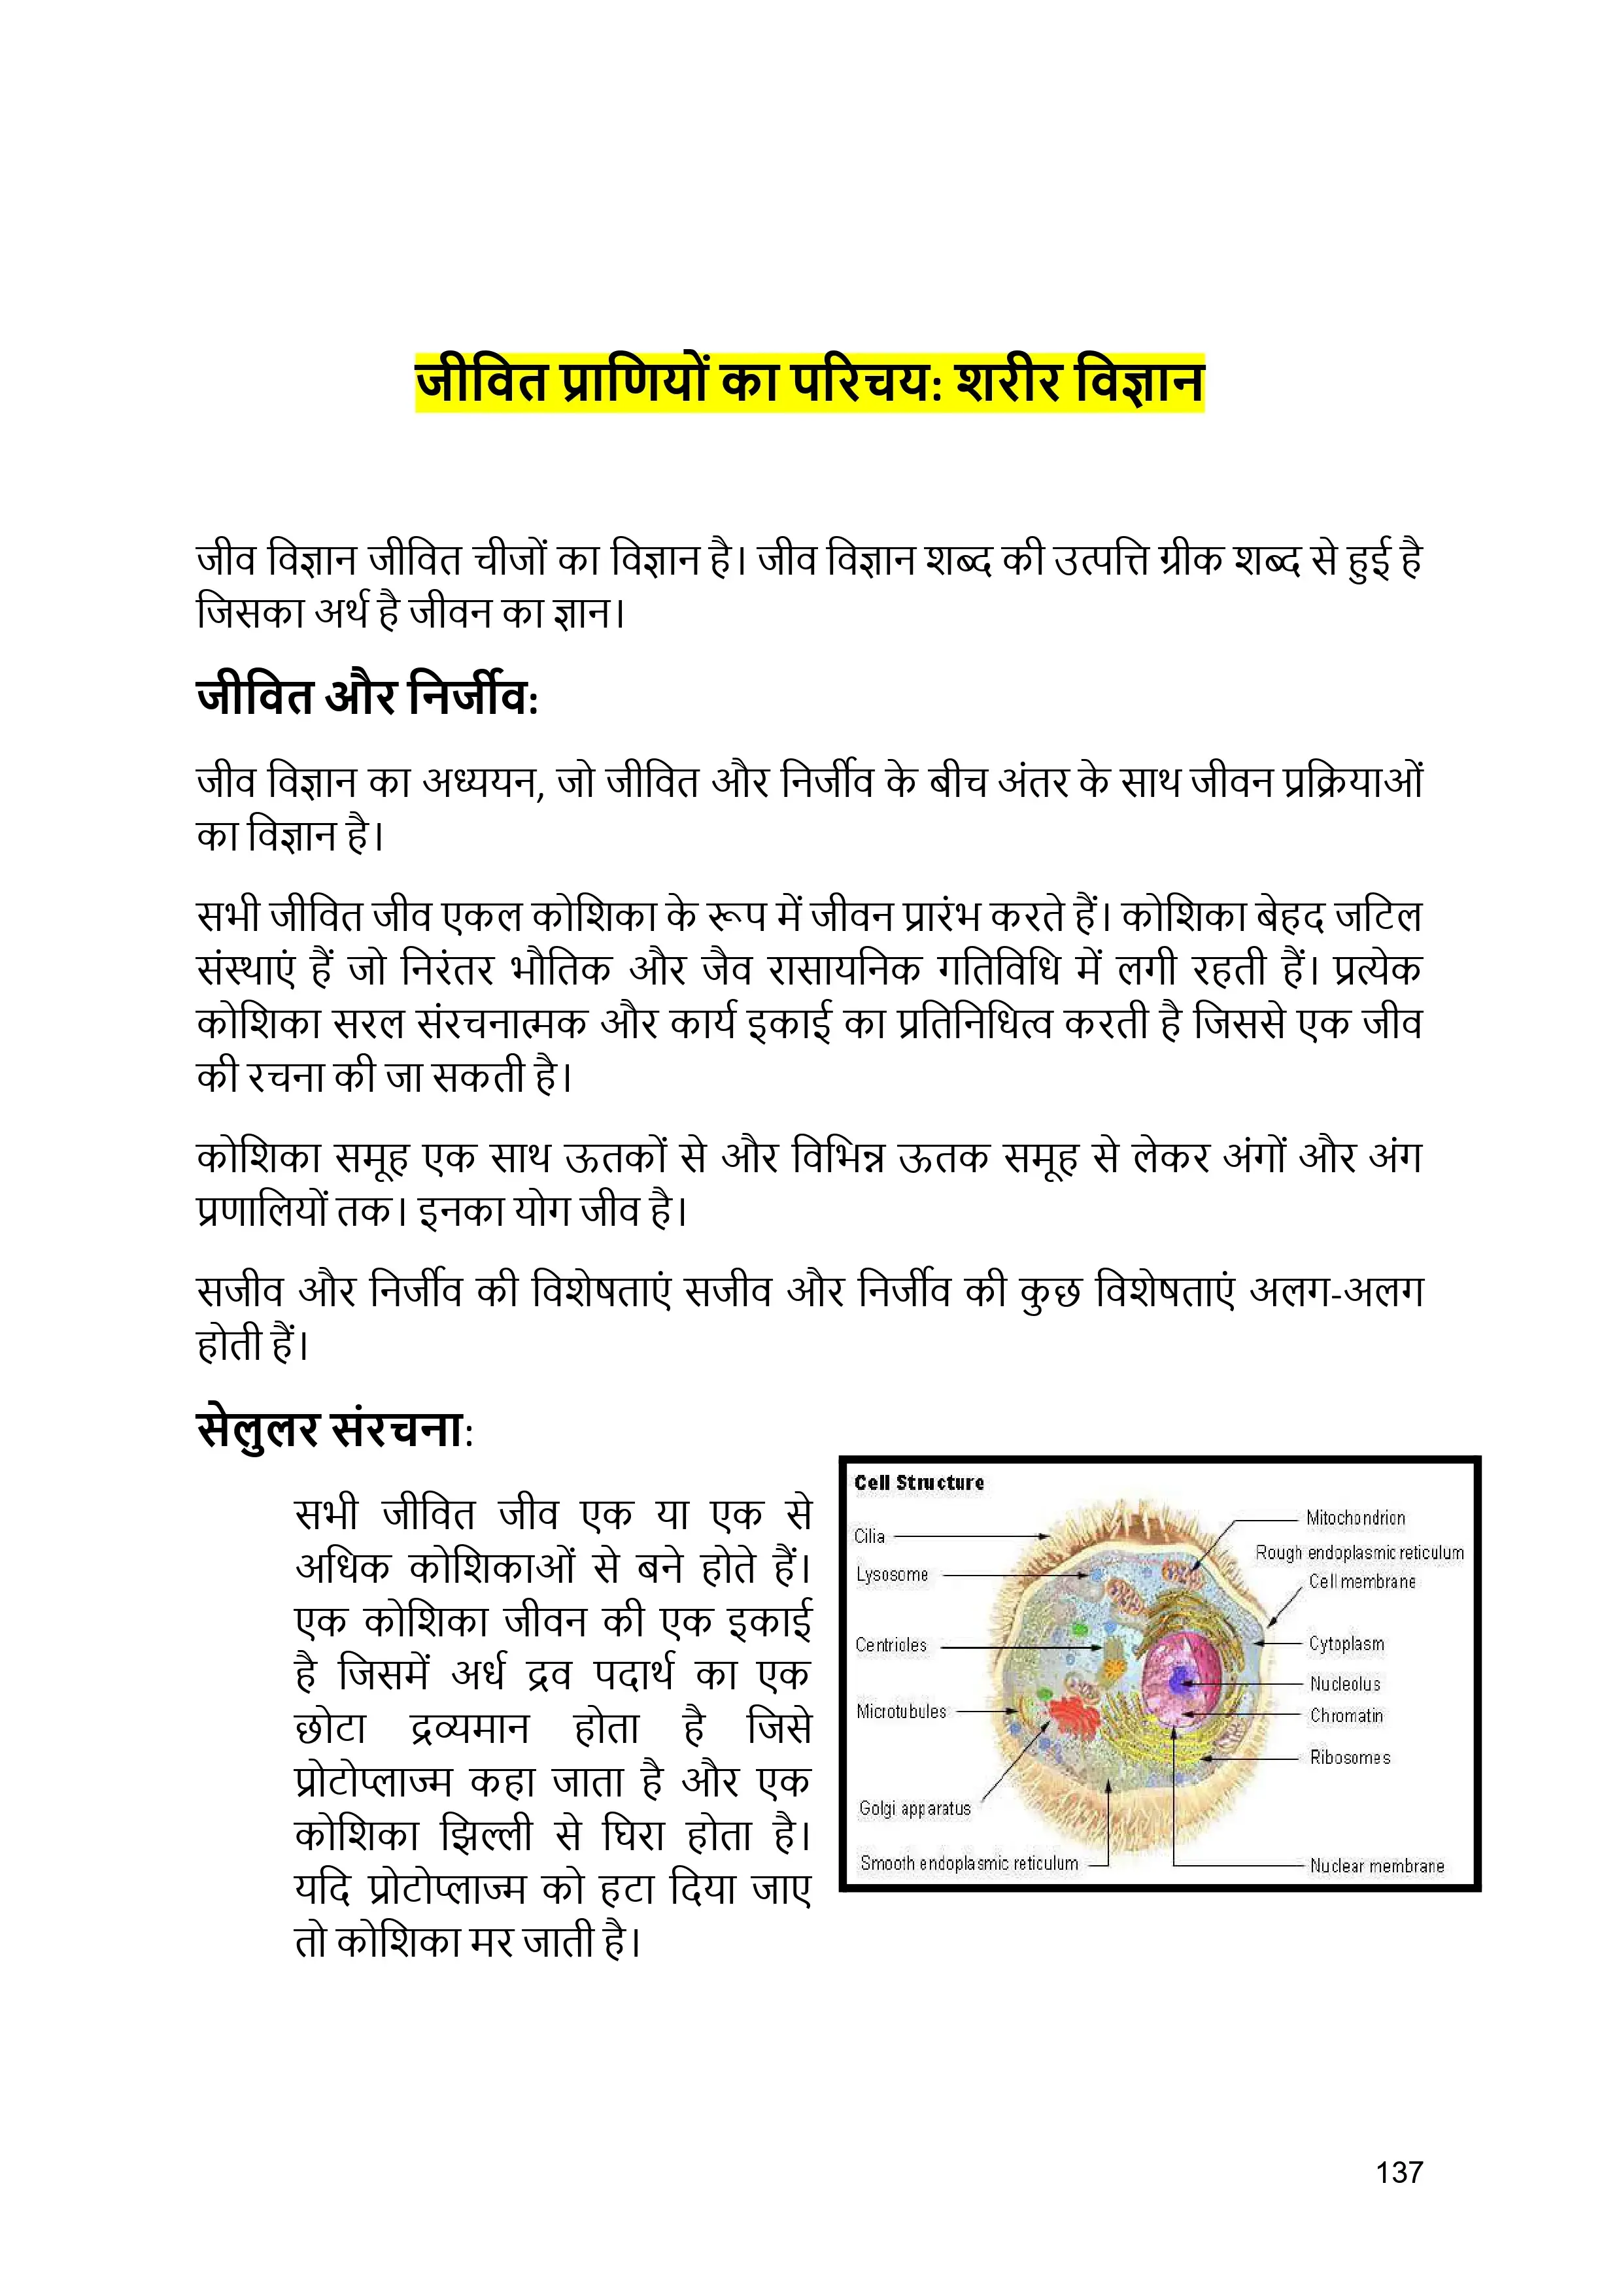 जीवित प्राणियों का परिचय: शरीर विज्ञान
जीव विज्ञान जीवित चीजों का विज्ञान है। जीव विज्ञान शब्द की उत्पत्ति ग्रीक शब्द से हुई है
जिसका अर्थ है जीवन का ज्ञान।
जीवित और निर्जीव:
जीव विज्ञान का अध्ययन, जो जीवित और निर्जीव के बीच अंतर के साथ जीवन प्रक्रियाओं
का विज्ञान है।
सभी जीवित जीव एकल कोशिका के रूप में जीवन प्रारंभ करते हैं। कोशिका बेहद जटिल
संस्थाएं हैं जो निरंतर भौतिक और जैव रासायनिक गतिविधि में लगी रहती हैं। प्रत्येक
कोशिका सरल संरचनात्मक और कार्य इकाई का प्रतिनिधित्व करती है जिससे एक जीव
की रचना की जा सकती है।
कोशिका समूह एक साथ ऊतकों से और विभिन्न ऊतक समूह से लेकर अंगों और अंग
प्रणालियों तक। इनका योग जीव है।
सजीव और निर्जीव की विशेषताएं सजीव और निर्जीव की कुछ विशेषताएं अलग-अलग
होती हैं।
सेलुलर संरचना:
सभी जीवित जीव एक या एक से
अधिक कोशिकाओं से बने होते हैं।
एक कोशिका जीवन की एक इकाई
है जिसमें अर्ध द्रव पदार्थ का एक
छोटा द्रव्यमान होता है जिसे
प्रोटोप्लाज्म कहा जाता है और एक
कोशिका झिल्ली से घिरा होता है।
यदि प्रोटोप्लाज्म को हटा दिया जाए
तो कोशिका मर जाती है।
Cell Structure
Cilia
Lysosome
Centrioles
Microtubules
Golgi apparatus
Smooth endoplasmic reticulum
Mitochondrion
Rough endoplasmic reticulum
Cell membrane
Cytoplasm
Nucleolus
Chromatin
Ribosomes
Nuclear membrane
137